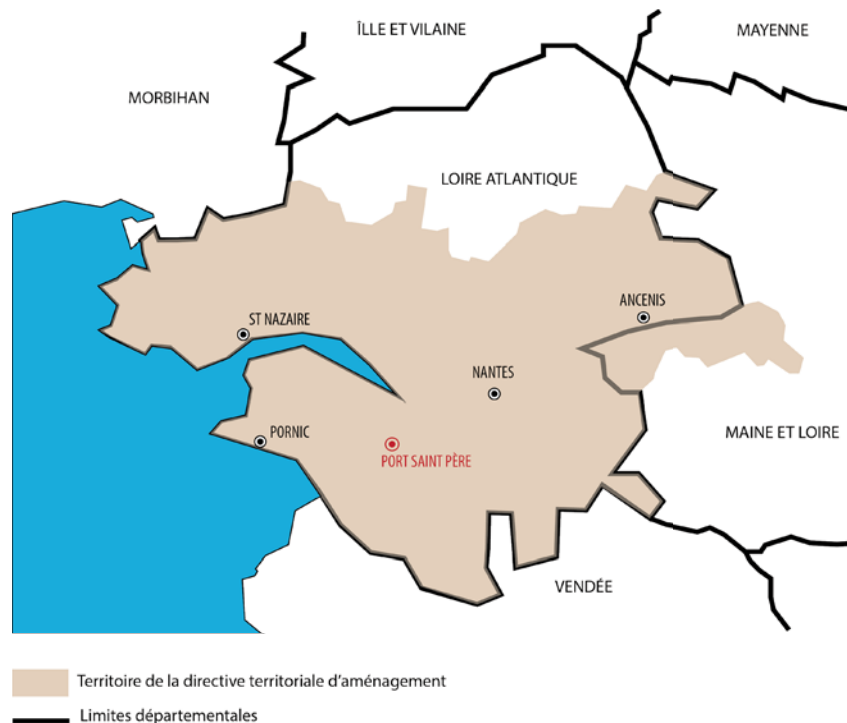 ÎLLE ET VILAINE
MAYENNE
MORBIHAN
LOIRE ATLANTIQUE
ANCENIS
ST NAZAIRE
NANTES
PORNIC
MAINE ET LOIRE
PORT SAINT PÈRE
VENDÉE
Territoire de la directive territoriale d'aménagement
Limites départementales